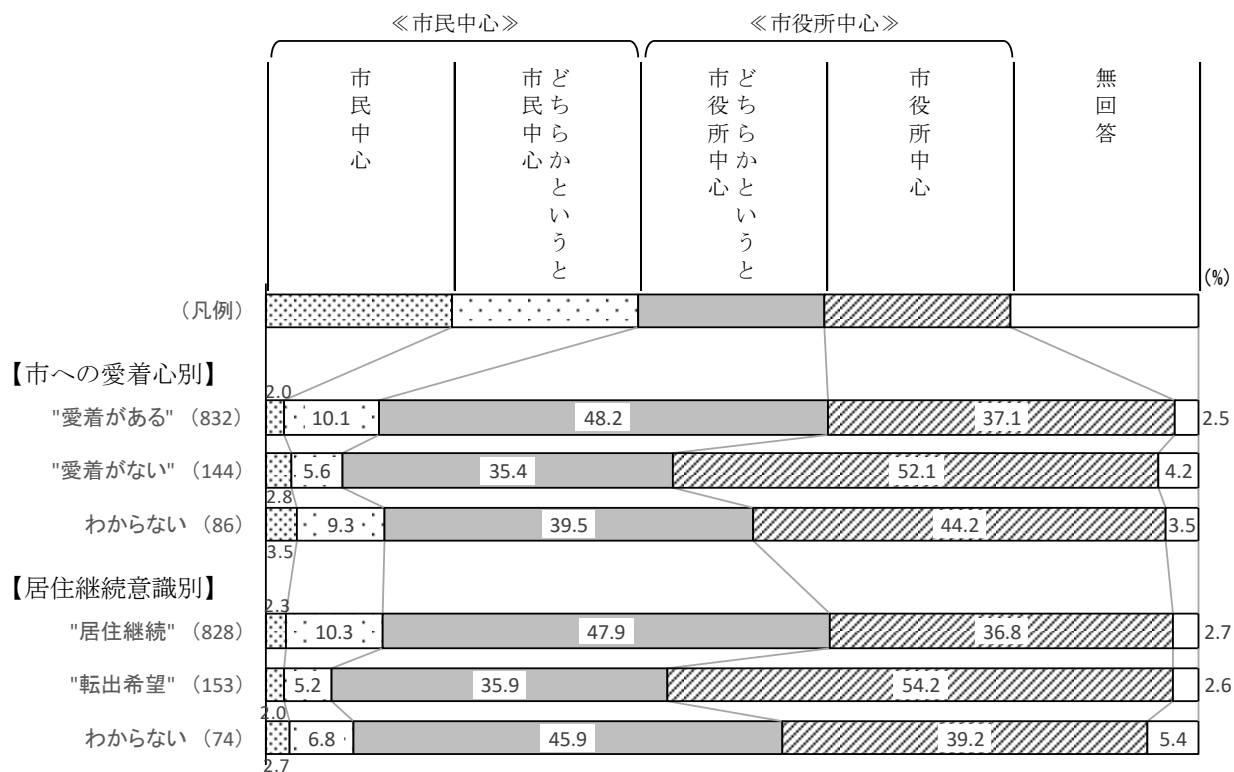 ≪市民中心≫ ≪市役所中心≫
市民中心
どちらかというと
市民中心
どちらかというと
市役所中心
市役所中心
無回答
(%)
（凡例）
【市への愛着心別】
2.0
"愛着がある"（832） 10.1 48.2 37.1 2.5
"愛着がない"（144） 5.6 35.4 52.1 4.2
2.8
わからない（86） 9.3 39.5 44.2 3.5
3.5
【居住継続意識別】
2.3
"居住継続"（828） 10.3 47.9 36.8 2.7
"転出希望"（153） 5.2 35.9 54.2 2.6
2.0
わからない（74） 6.8 45.9 39.2 5.4
2.7